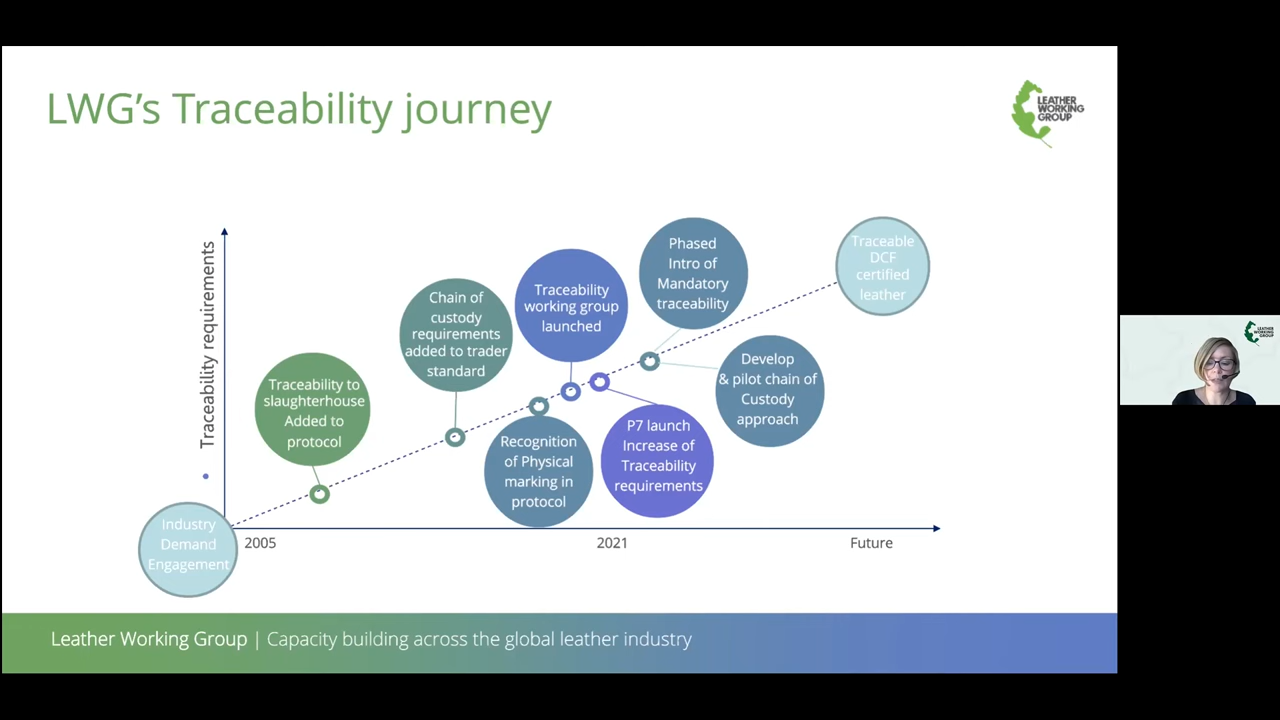 LWG's Traceability journey
LEATHER
WORKING
GROUP
Traceability requirements
Industry
Demand
Engagement
Traceability to
slaughterhouse
Added to
protocol
Chain of
custody
requirements
added to trader
standard
Recognition
of Physical
marking in
protocol
Traceability
working group
launched
P7 launch
Increase of
Traceability
requirements
Phased
Intro of
Mandatory
traceability
Develop
& pilot chain of
Custody
approach
Traceable
DCF
certified
leather
2005
2021
Future
Leather Working Group | Capacity building across the global leather industry
LEATHER
WORKING
GROUP